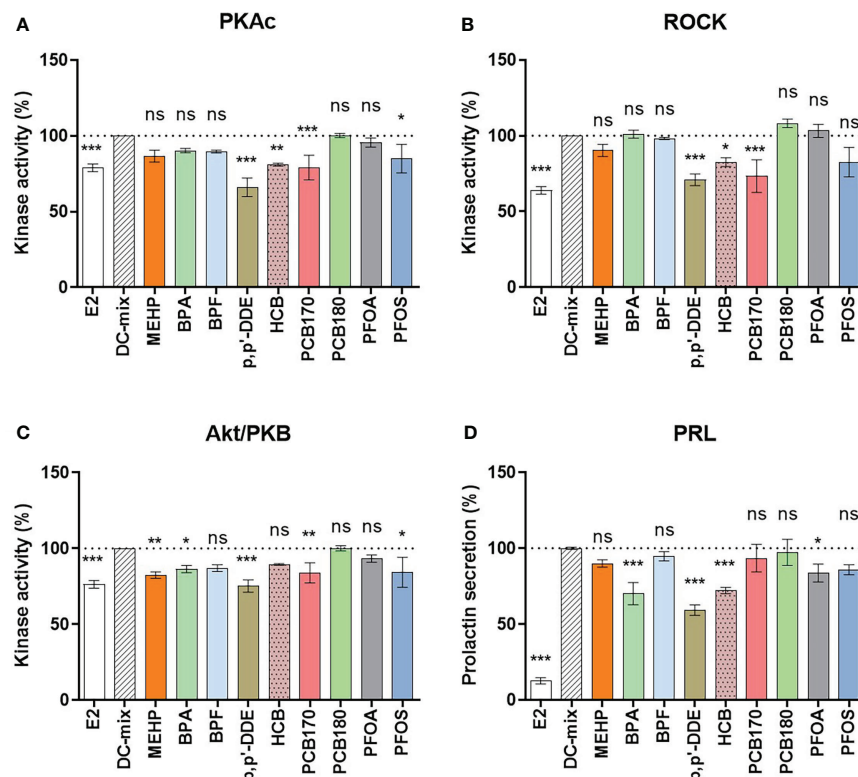 A
PKAc
Kinase activity (%)
150
100
50
0
*** ns ns ns *** ** *** ns ns *
E2 DC-mix MEHP BPA BPF p,p'-DDE HCB PCB170 PCB180 PFOA PFOS
B
ROCK
Kinase activity (%)
150
100
50
0
*** ns ns ns *** * *** ns ns ns
E2 DC-mix MEHP BPA BPF p,p'-DDE HCB PCB170 PCB180 PFOA PFOS
C
Akt/PKB
Kinase activity (%)
150
100
50
0
*** ** * ns *** ns ** ns ns *
E2 DC-mix MEHP BPA BPF p,p'-DDE HCB PCB170 PCB180 PFOA PFOS
D
PRL
Prolactin secretion (%)
150
100
50
0
*** ns *** ns *** *** ns ns * ns
E2 DC-mix MEHP BPA BPF p,p'-DDE HCB PCB170 PCB180 PFOA PFOS